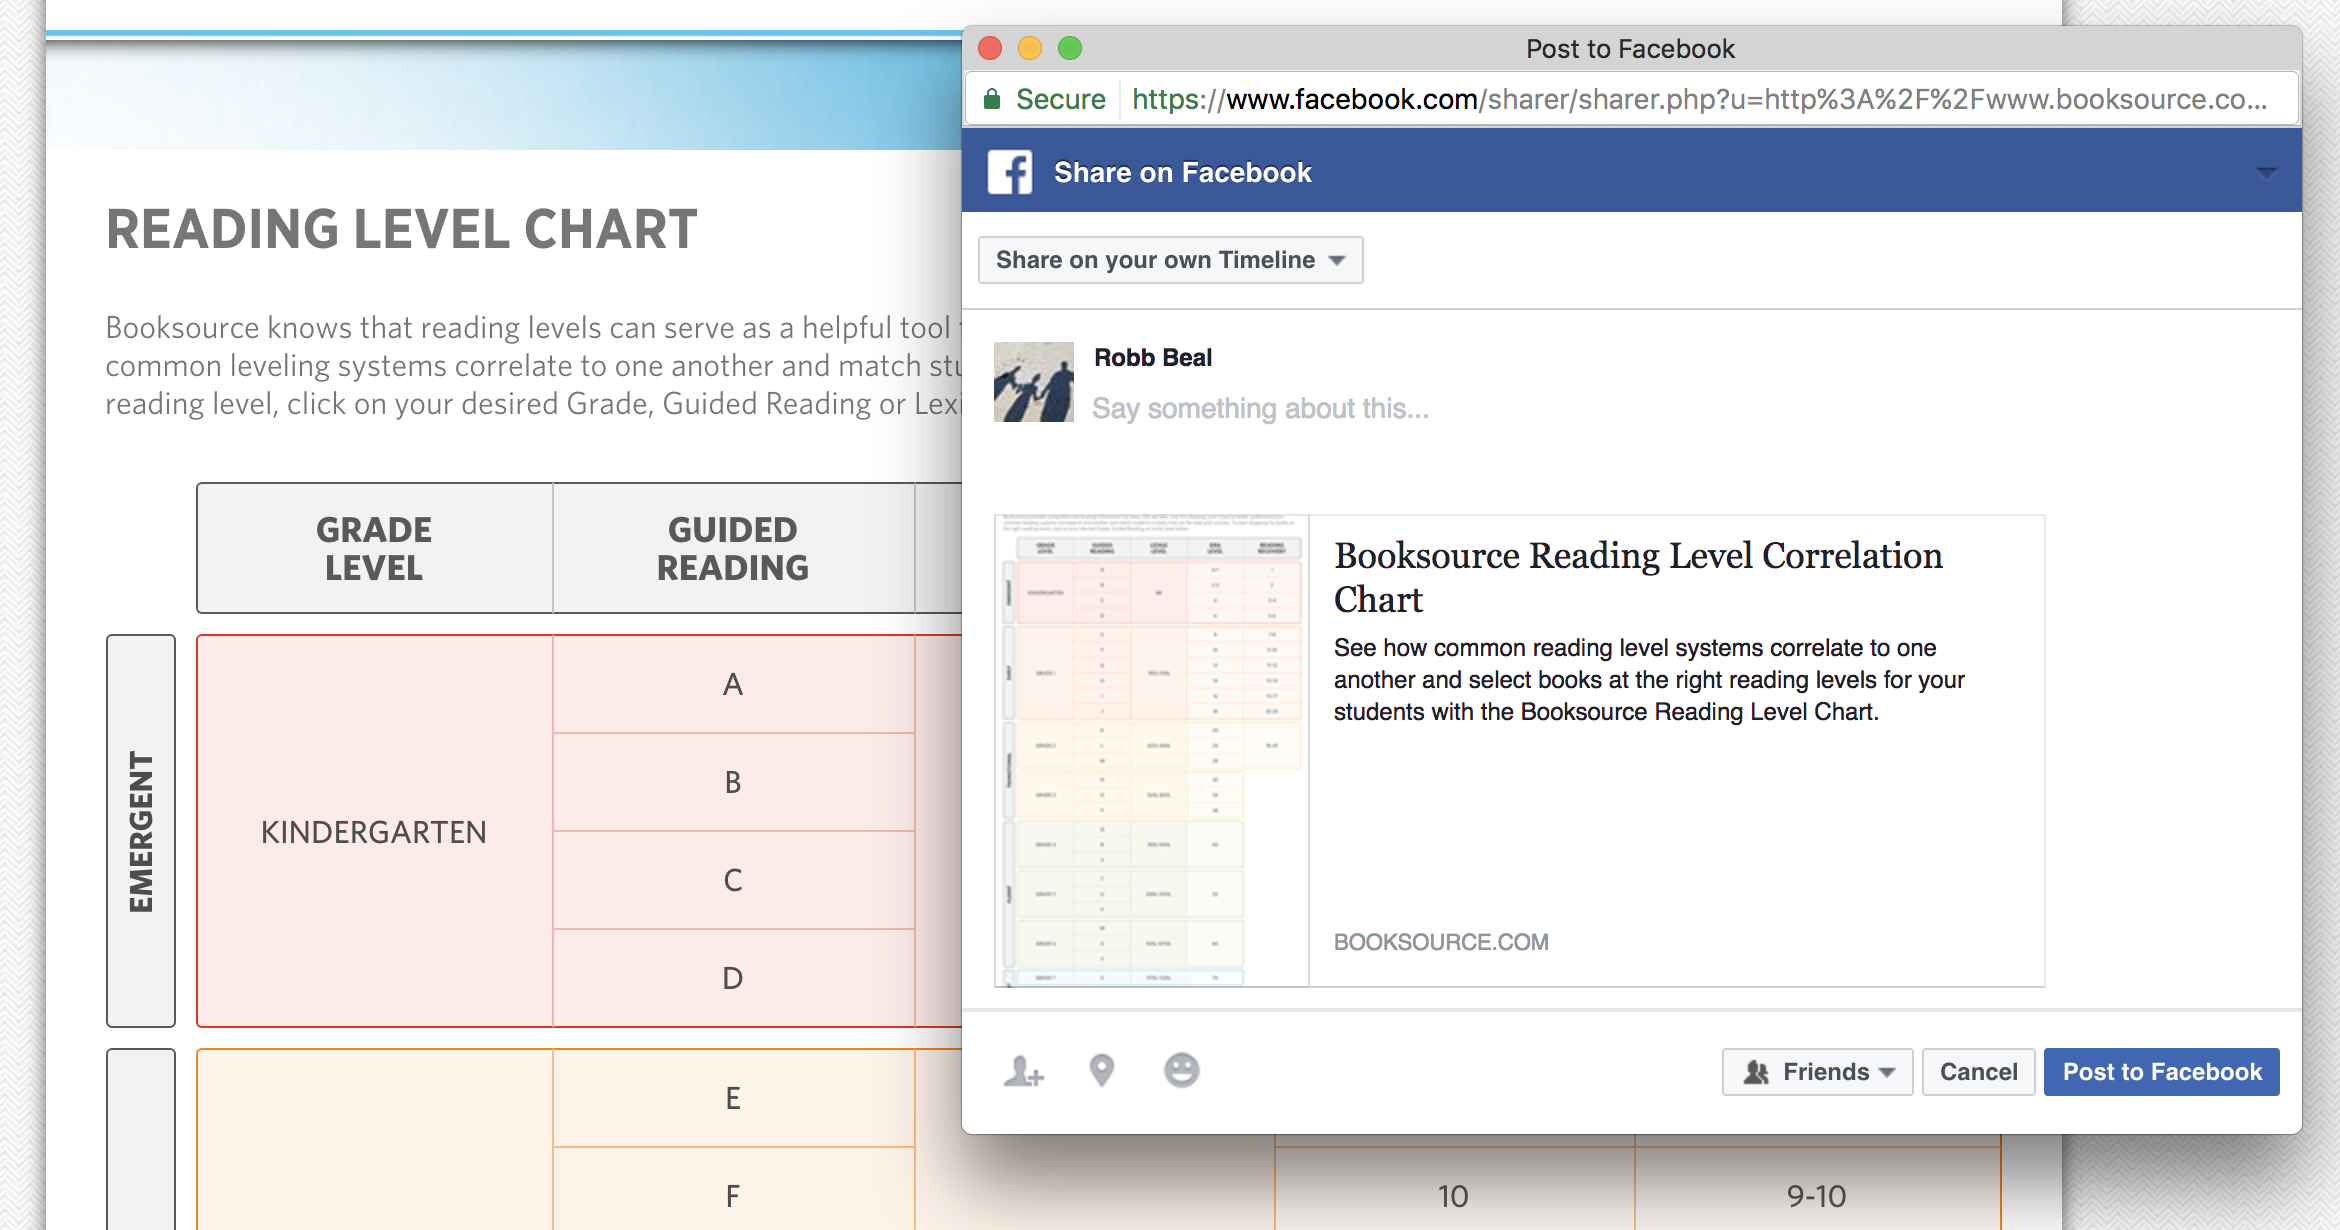 Post to Facebook
Secure https://www.facebook.com/sharer/sharer.php?u=http%3A%2F%2Fwww.booksource.co...
Share on Facebook
Share on your own Timeline
Robb Beal
Say something about this...
Booksource Reading Level Correlation
Chart
See how common reading level systems correlate to one
another and select books at the right reading levels for your
students with the Booksource Reading Level Chart.
BOOKSOURCE.COM
Friends
Cancel
Post to Facebook
READING LEVEL CHART
Booksource knows that reading levels can serve as a helpful tool
common leveling systems correlate to one another and match
reading level, click on your desired Grade, Guided Reading or
GRADE
LEVEL
GUIDED
READING
EMERGENT
KINDERGARTEN
A
B
C
D
E
F
10
9-10